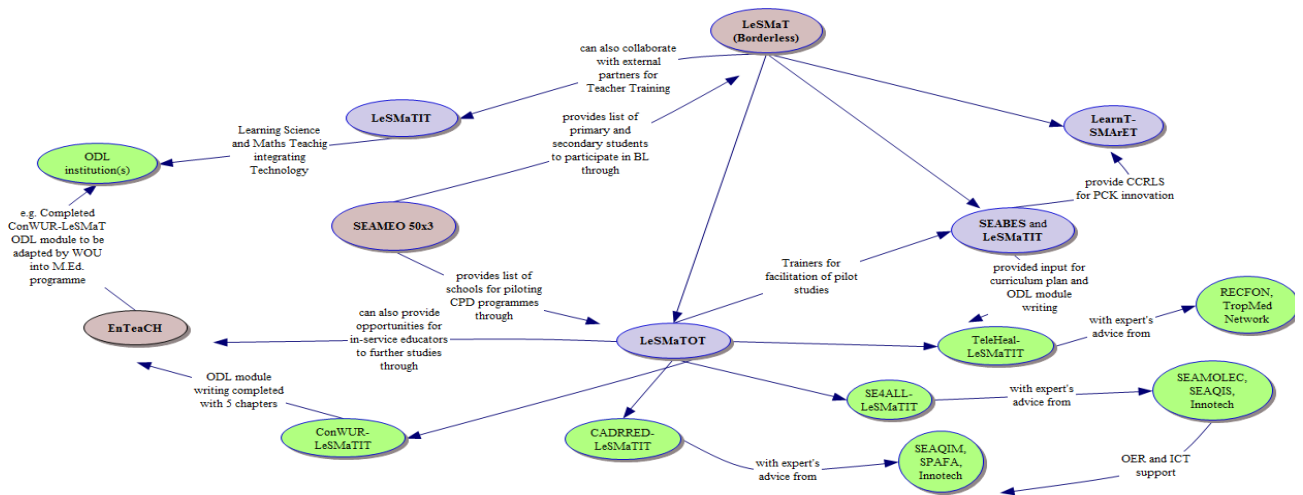 LeSMaT
(Borderless)
can also collaborate
with external
partners for
Teacher Training
LeSMaTIT
LearnT-
SMArET
provides list of
primary and
secondary students
to participate in BL
through
Learning Science
and Maths Teachig
integrating
Technology
ODL
institution(s)
provide CCRLS
for PCK innovation
e.g. Completed
ConWUR-LeSMaT
ODL module to be
adapted by WOU
into M.Ed.
programme
SEAMEO 50x3
SEABES and
LeSMaTIT
Trainers for
facilitation of pilot
studies
provided input for
curriculum plan and
ODL module
writing
provides list of
schools for piloting
CPD programmes
through
RECFON,
TropMed
Network
can also provide
opportunities for
in-service educators
to further studies
through
EnTeaCH
LeSMaTOT
TeleHeal-
LeSMaTIT
with expert's
advice from
ODL module
writing completed
with 5 chapters
SE4ALL-
LeSMaTIT
with expert's
advice from
SEAMOLEC,
SEAQIS,
Innotech
ConWUR-
LeSMaTIT
CADRRED-
LeSMaTIT
with expert's
advice from
SEAQIM,
SPAFA,
Innotech
OER and ICT
support